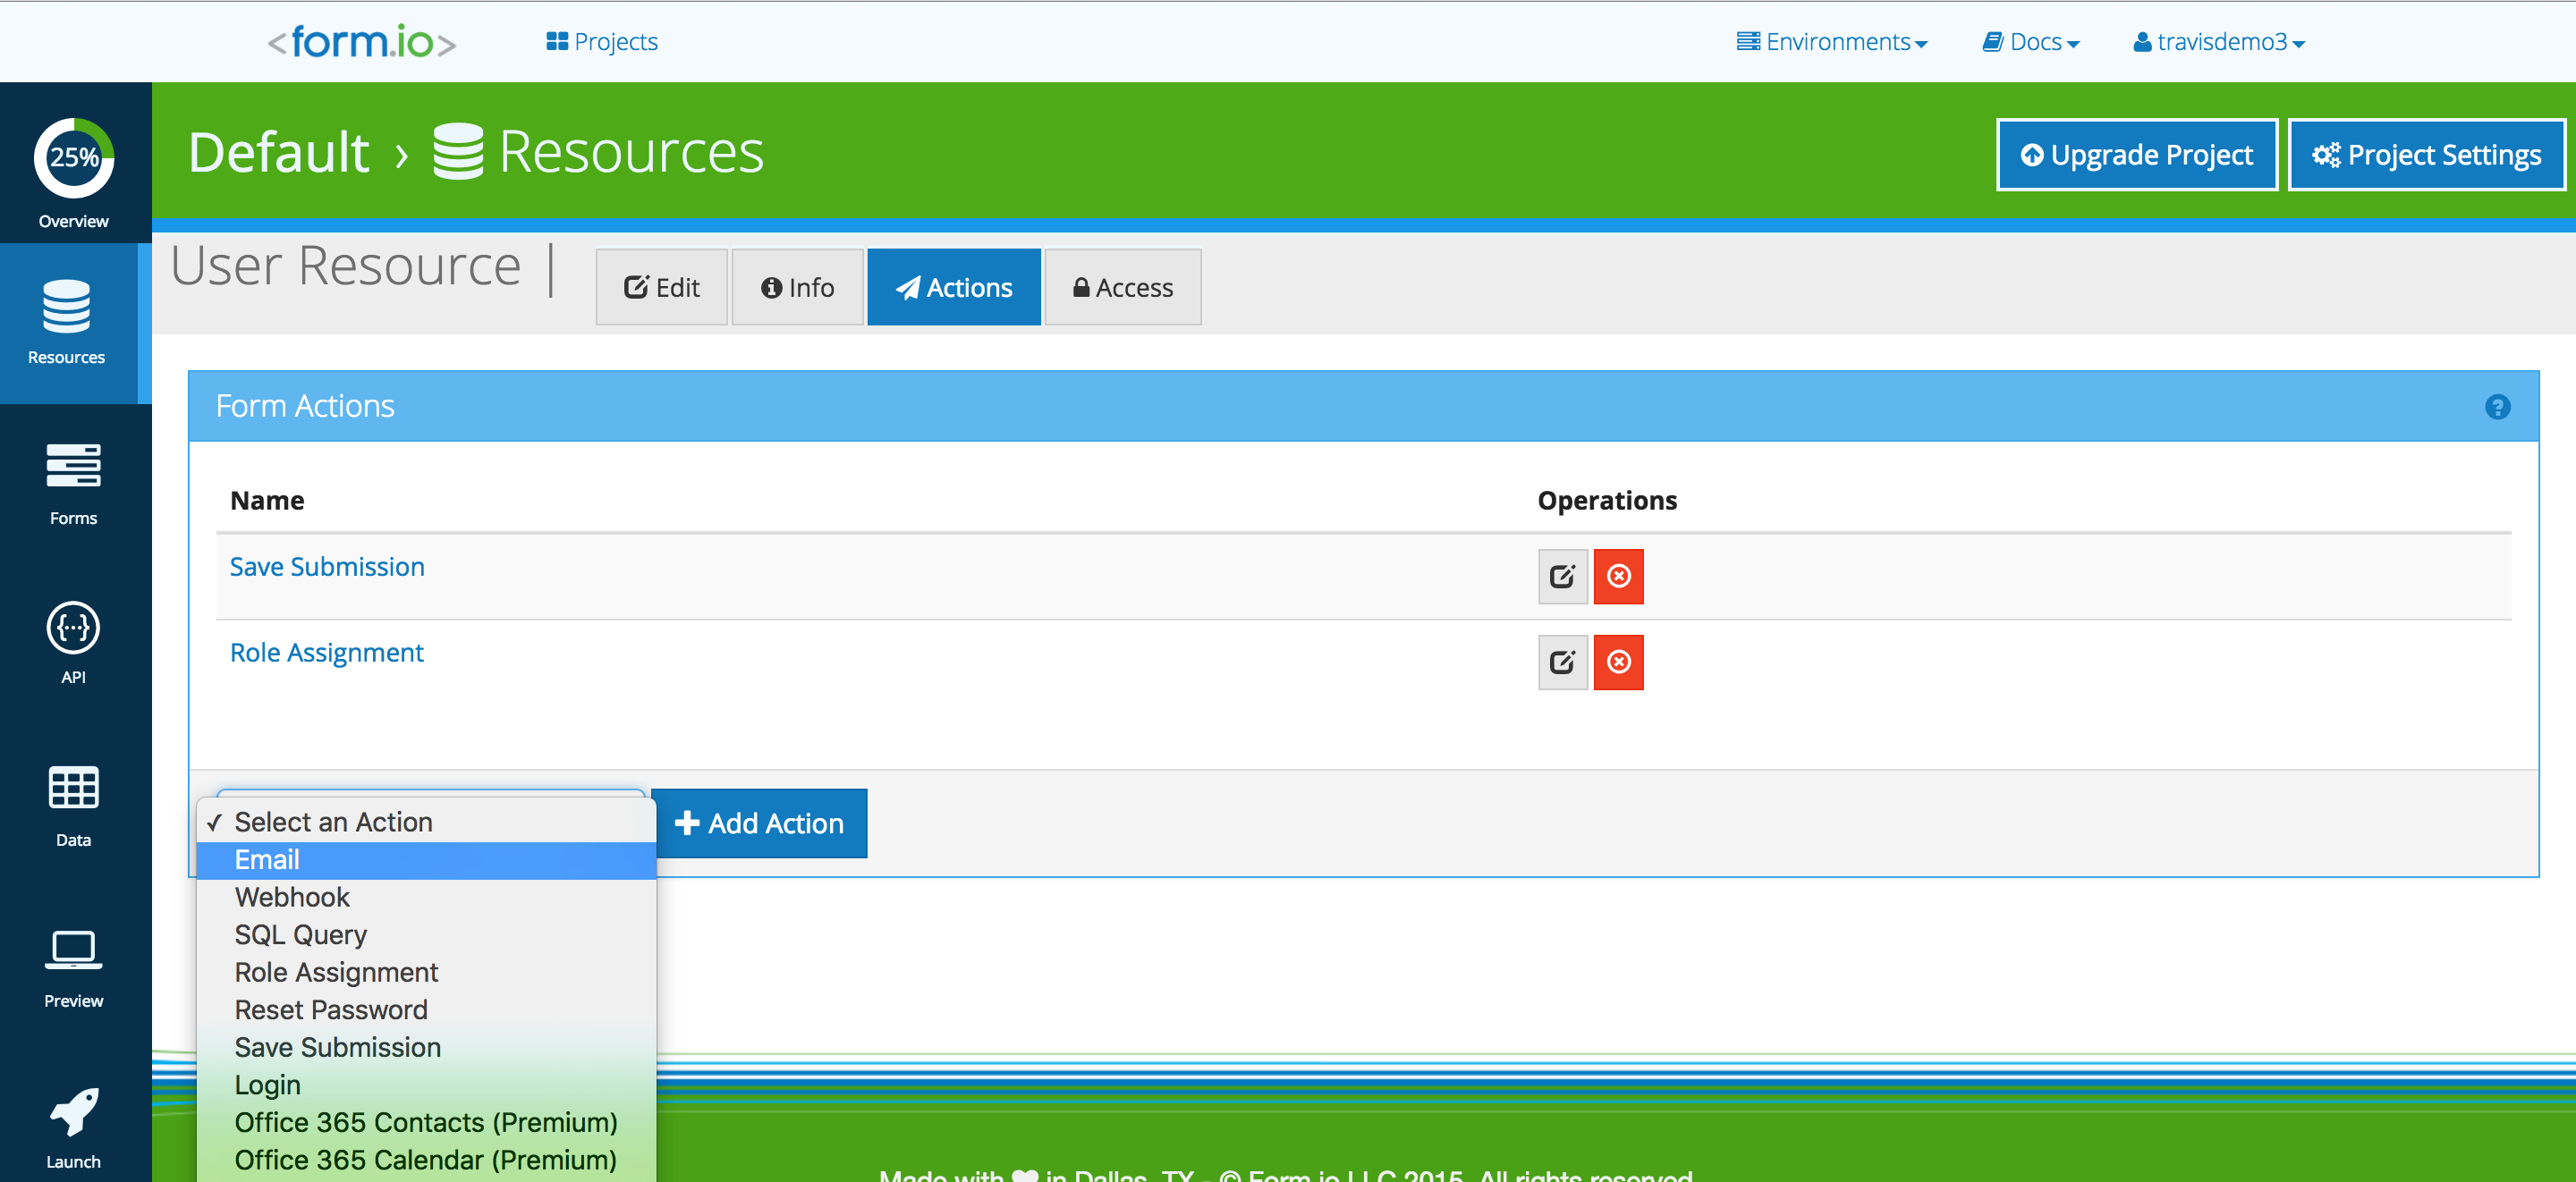 <form.io>
Projects
Environments
Docs
travisdemo3
25%
Overview
Default › Resources
Upgrade Project
Project Settings
User Resource |
Edit
Info
Actions
Access
Resources
Form Actions
?
Name
Operations
Save Submission
Role Assignment
Forms
{···}
API
Data
Preview
Launch
✓ Select an Action
Email
Webhook
SQL Query
Role Assignment
Reset Password
Save Submission
Login
Office 365 Contacts (Premium)
Office 365 Calendar (Premium)
+ Add Action
Made with ♥ in Dallas, TX - © Form.io LLC 2015. All rights reserved